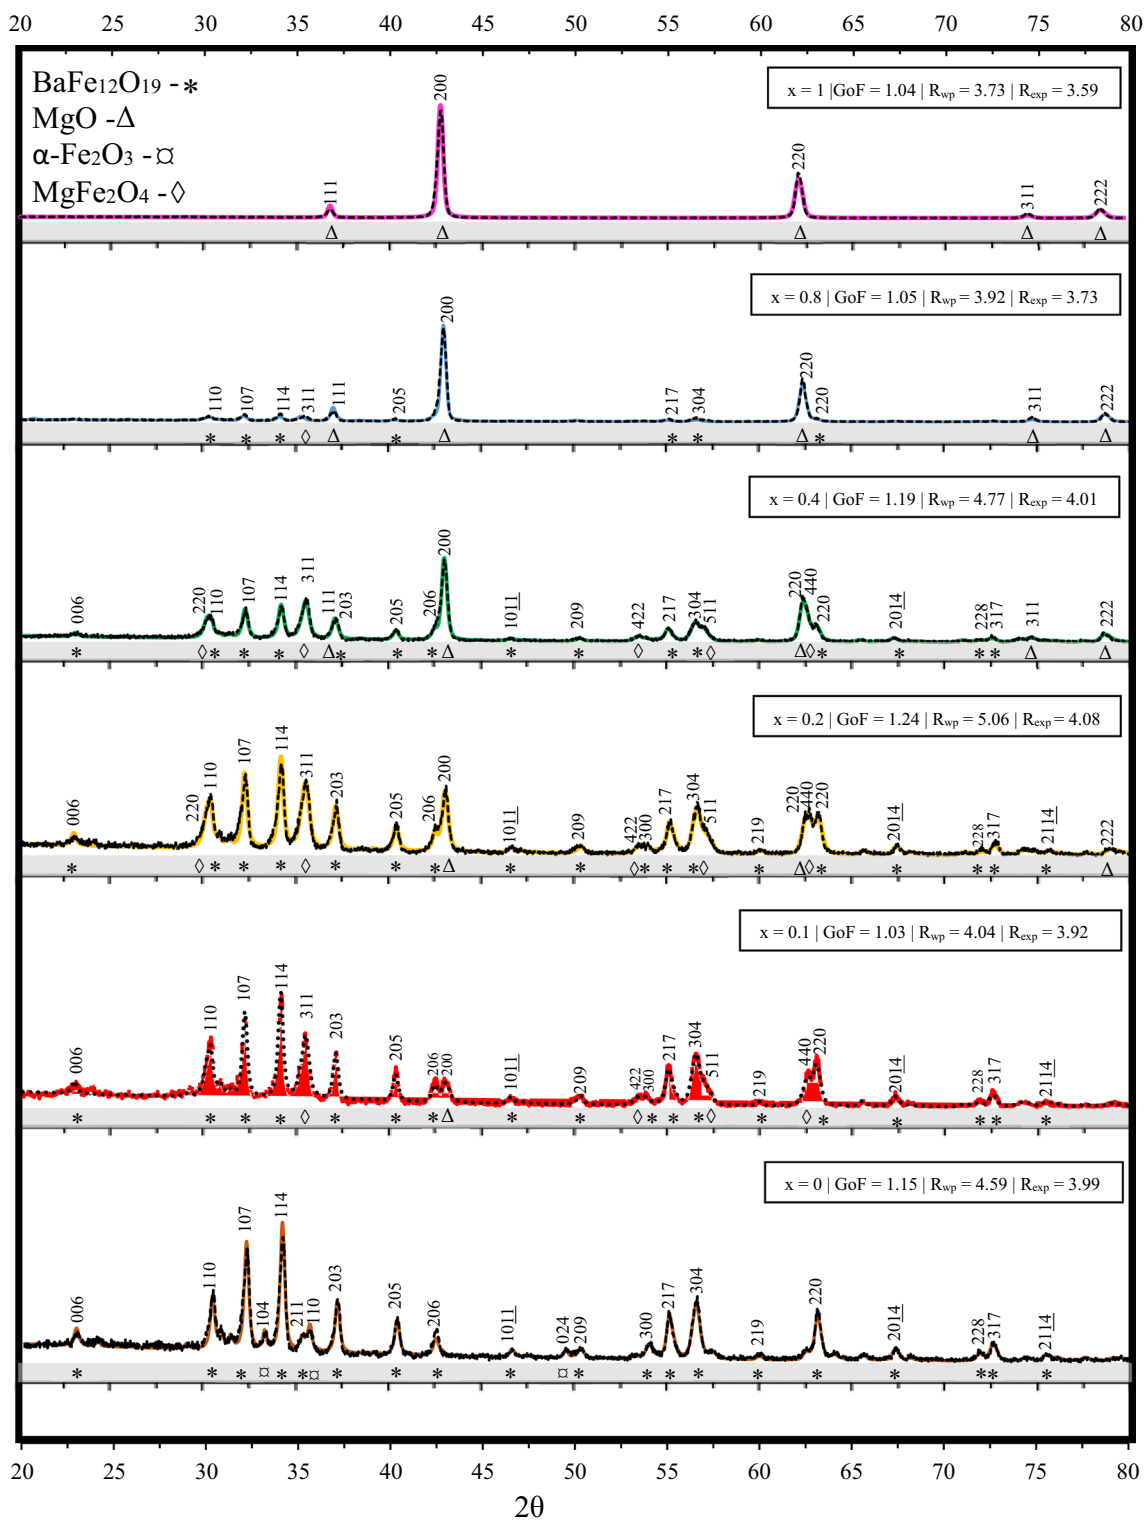 20 25 30 35 40 45 50 55 60 65 70 75 80
BaFe12O19 -*
MgO -Δ
α-Fe2O3 -¤
MgFe2O4 -◊
x = 1 |GoF = 1.04 | Rwp = 3.73 | Rexp = 3.59
111 200 220 311 222
Δ Δ Δ Δ Δ
x = 0.8 | GoF = 1.05 | Rwp = 3.92 | Rexp = 3.73
110 107 114 311 111 205 200 217 304 220 220 311 222
* * * ◊ Δ * Δ * * Δ * Δ Δ
x = 0.4 | GoF = 1.19 | Rwp = 4.77 | Rexp = 4.01
006 220 110 107 114 311 111 203 205 206 200 1011 209 422 217 304 511 220 440 220 2014 228 317 311 222
* ◊ * * * ◊ Δ * * * Δ * * ◊ * * ◊ Δ ◊ * * * * Δ Δ
x = 0.2 | GoF = 1.24 | Rwp = 5.06 | Rexp = 4.08
006 220 110 107 114 311 203 205 206 200 1011 209 422 300 217 304 511 219 220 440 220 2014 228 317 2114 222
* ◊ * * * ◊ * * * Δ * * ◊ * * * ◊ * Δ ◊ * * * * * Δ
x = 0.1 | GoF = 1.03 | Rwp = 4.04 | Rexp = 3.92
006 110 107 114 311 203 205 206 200 1011 209 422 300 217 304 511 219 440 220 2014 228 317 2114
* * * * ◊ * * * Δ * * ◊ * * * ◊ * ◊ * * * * *
x = 0 | GoF = 1.15 | Rwp = 4.59 | Rexp = 3.99
006 110 107 104 114 211 110 203 205 206 1011 024 209 300 217 304 219 220 2014 228 317 2114
* * * ¤ * * ¤ * * * * ¤ * * * * * * * * * *
20 25 30 35 40 45 50 55 60 65 70 75 80
2θ